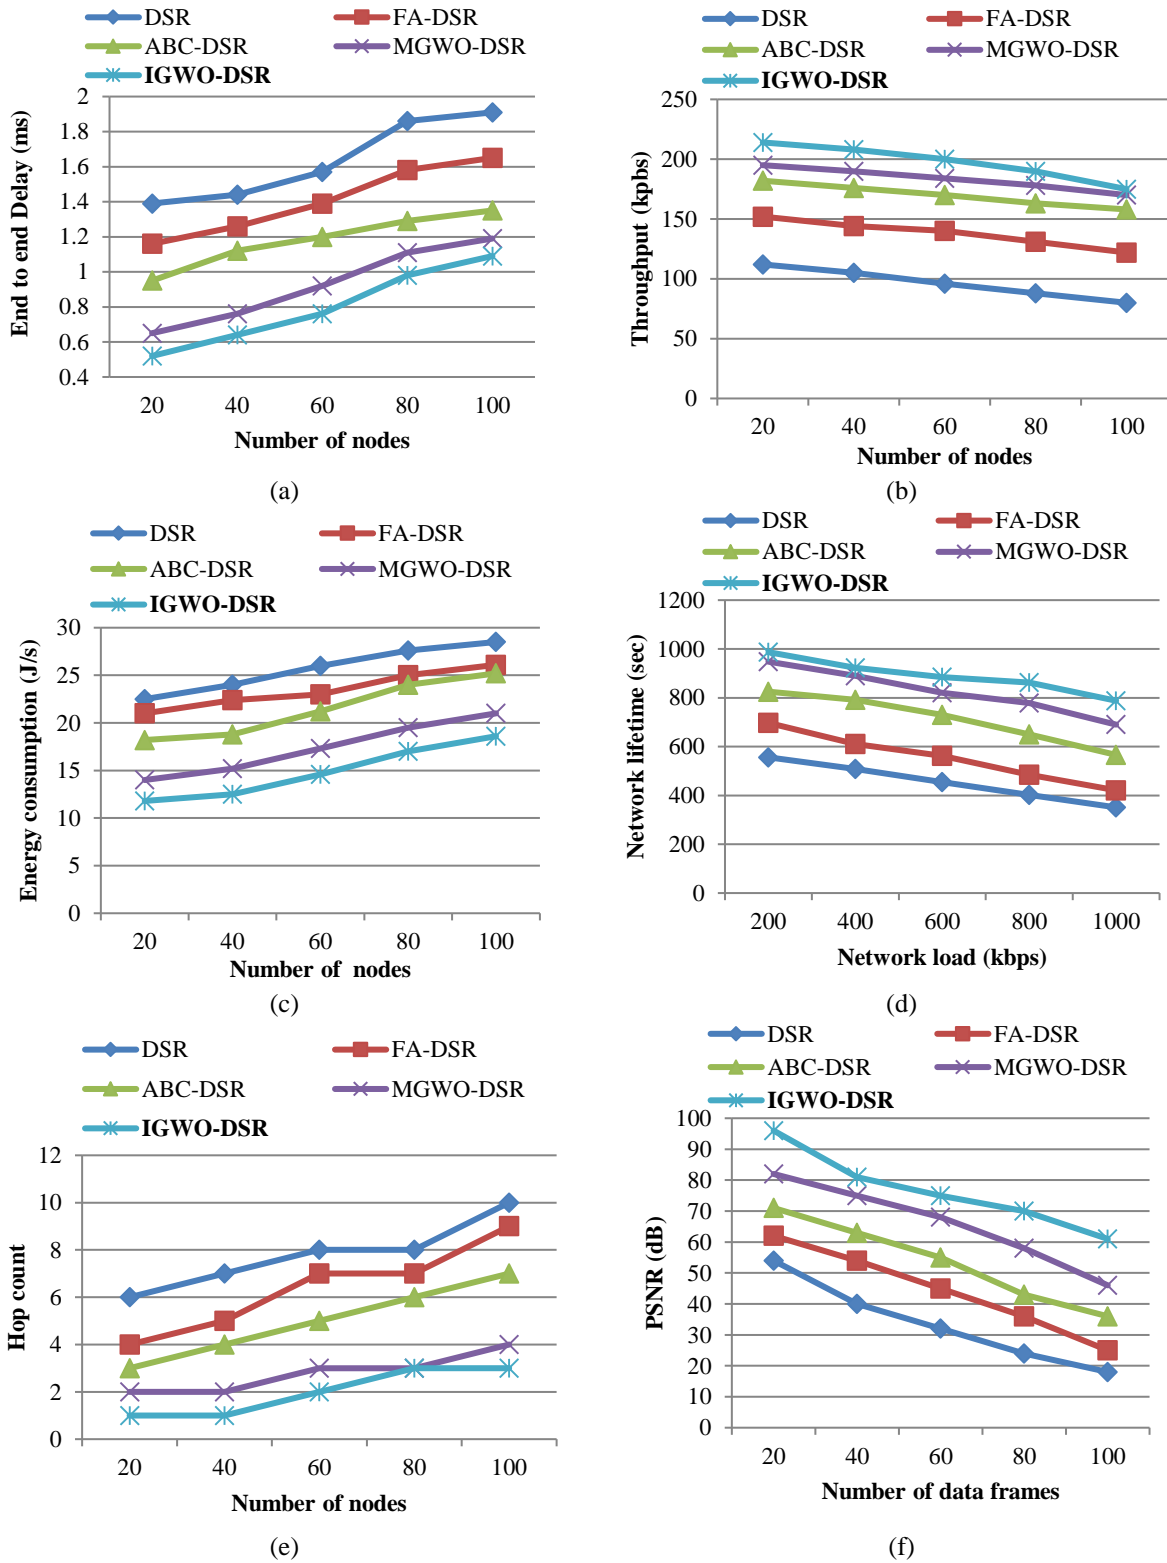 DSR
FA-DSR
ABC-DSR
MGWO-DSR
IGWO-DSR
2
1.8
1.6
1.4
1.2
1
0.8
0.6
0.4
End to end Delay (ms)
20 40 60 80 100
Number of nodes
(a)
DSR
FA-DSR
ABC-DSR
MGWO-DSR
IGWO-DSR
250
200
150
100
50
0
Throughput (kpbs)
20 40 60 80 100
Number of nodes
(b)
DSR
FA-DSR
ABC-DSR
MGWO-DSR
IGWO-DSR
30
25
20
15
10
5
0
Energy consumption (J/s)
20 40 60 80 100
Number of nodes
(c)
DSR
FA-DSR
ABC-DSR
MGWO-DSR
IGWO-DSR
1200
1000
800
600
400
200
0
Network lifetime (sec)
200 400 600 800 1000
Network load (kbps)
(d)
DSR
FA-DSR
ABC-DSR
MGWO-DSR
IGWO-DSR
12
10
8
6
4
2
0
Hop count
20 40 60 80 100
Number of nodes
(e)
DSR
FA-DSR
ABC-DSR
MGWO-DSR
IGWO-DSR
100
90
80
70
60
50
40
30
20
10
0
PSNR (dB)
20 40 60 80 100
Number of data frames
(f)